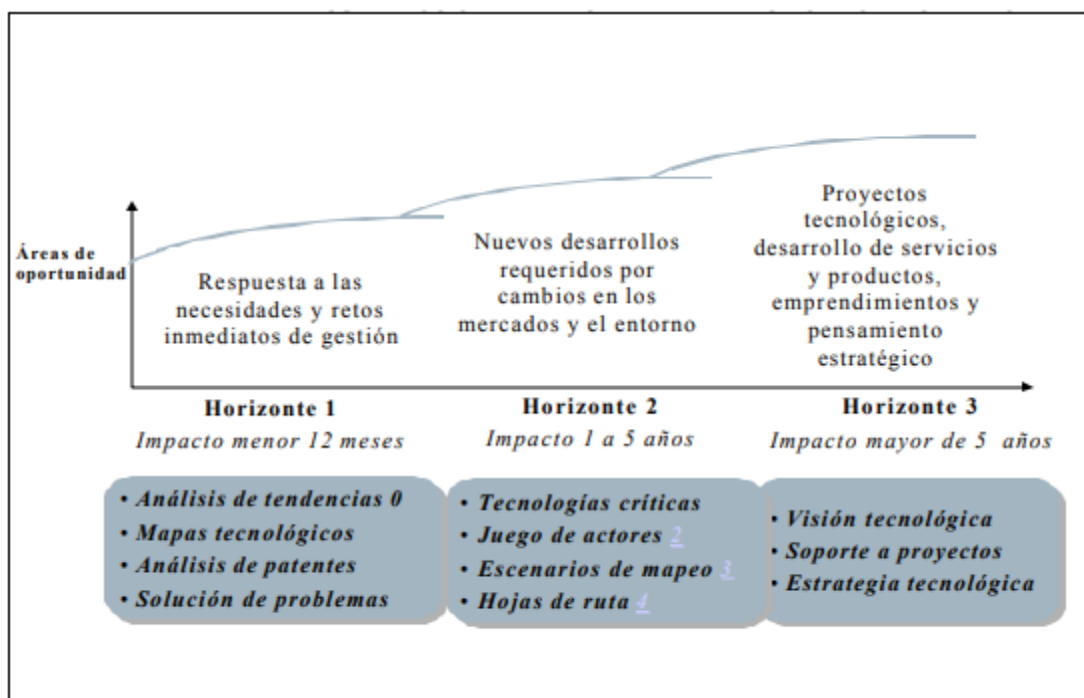 Áreas de
oportunidad
Respuesta a las
necesidades y retos
inmediatos de gestión
Nuevos desarrollos
requeridos por
cambios en los
mercados y el entorno
Proyectos
tecnológicos,
desarrollo de servicios
y productos,
emprendimientos y
pensamiento
estratégico
Horizonte 1
Impacto menor 12 meses
Horizonte 2
Impacto 1 a 5 años
Horizonte 3
Impacto mayor de 5 años
• Análisis de tendencias 0
• Mapas tecnológicos
• Análisis de patentes
• Solución de problemas
• Tecnologías críticas
• Juego de actores 2
• Escenarios de mapeo 3
• Hojas de ruta 4
• Visión tecnológica
• Soporte a proyectos
• Estrategia tecnológica